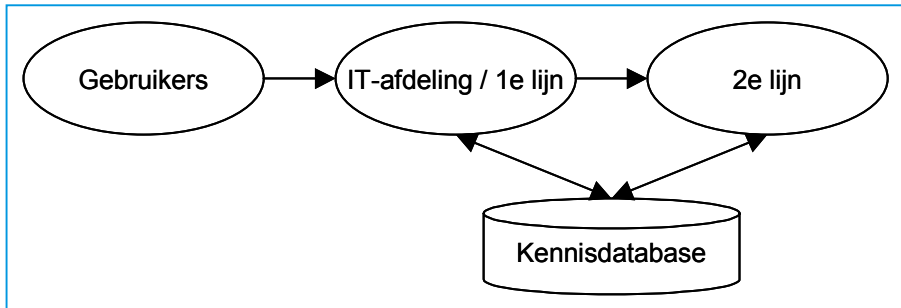 Gebruikers
IT-afdeling / 1e lijn
2e lijn
Kennisdatabase